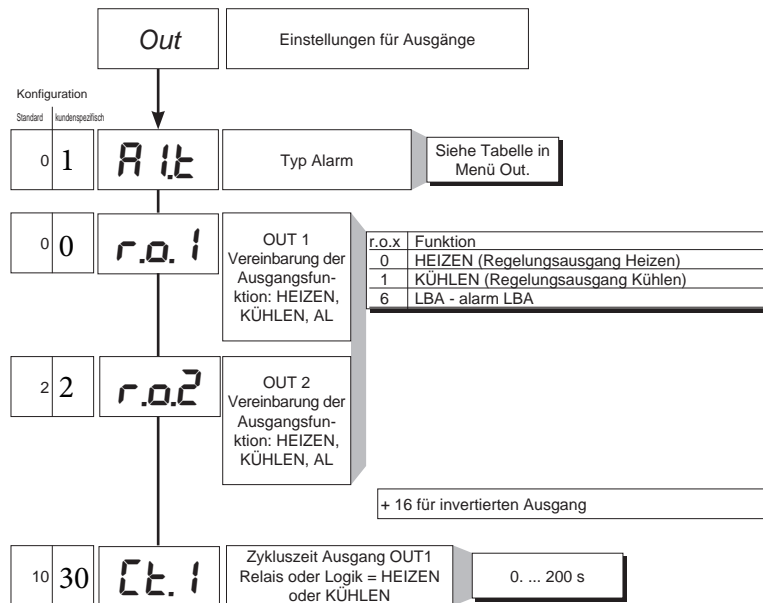 Out
Einstellungen für Ausgänge
Konfiguration
Standard kundenspezifisch
0 1 A1.t Typ Alarm
Siehe Tabelle in
Menü Out.
0 0 r.o.1
OUT 1
Vereinbarung der
Ausgangsfun-
ktion: HEIZEN,
KÜHLEN, AL
r.o.x Funktion
0 HEIZEN (Regelungsausgang Heizen)
1 KÜHLEN (Regelungsausgang Kühlen)
6 LBA - alarm LBA
2 2 r.o.2
OUT 2
Vereinbarung der
Ausgangsfun-
ktion: HEIZEN,
KÜHLEN, AL
+ 16 für invertierten Ausgang
10 30 Ct.1
Zykluszeit Ausgang OUT1
Relais oder Logik = HEIZEN
oder KÜHLEN
0. ... 200 s